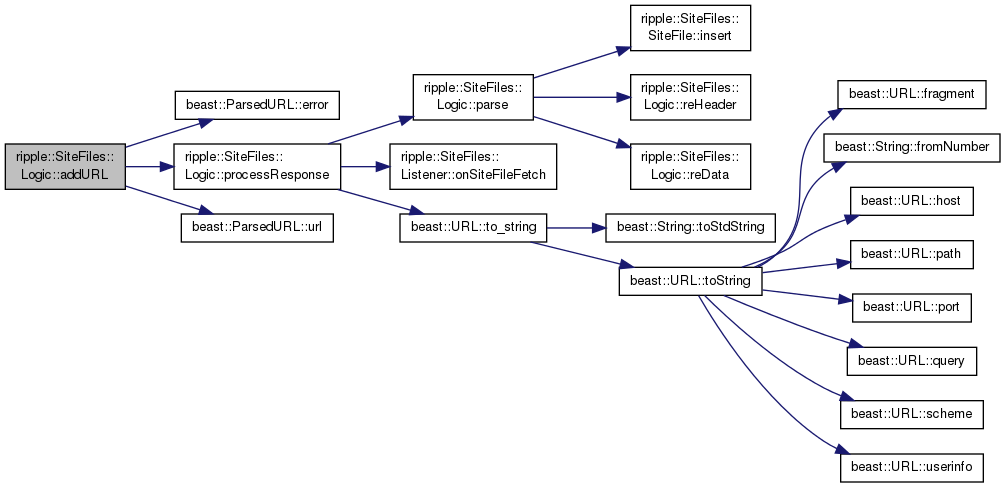 ripple::SiteFiles::
Logic::addURL
beast::ParsedURL::error
ripple::SiteFiles::
Logic::processResponse
beast::ParsedURL::url
ripple::SiteFiles::
Logic::parse
ripple::SiteFiles::
Listener::onSiteFileFetch
beast::URL::to_string
ripple::SiteFiles::
SiteFile::insert
ripple::SiteFiles::
Logic::reHeader
ripple::SiteFiles::
Logic::reData
beast::String::toStdString
beast::URL::toString
beast::URL::fragment
beast::String::fromNumber
beast::URL::host
beast::URL::path
beast::URL::port
beast::URL::query
beast::URL::scheme
beast::URL::userinfo